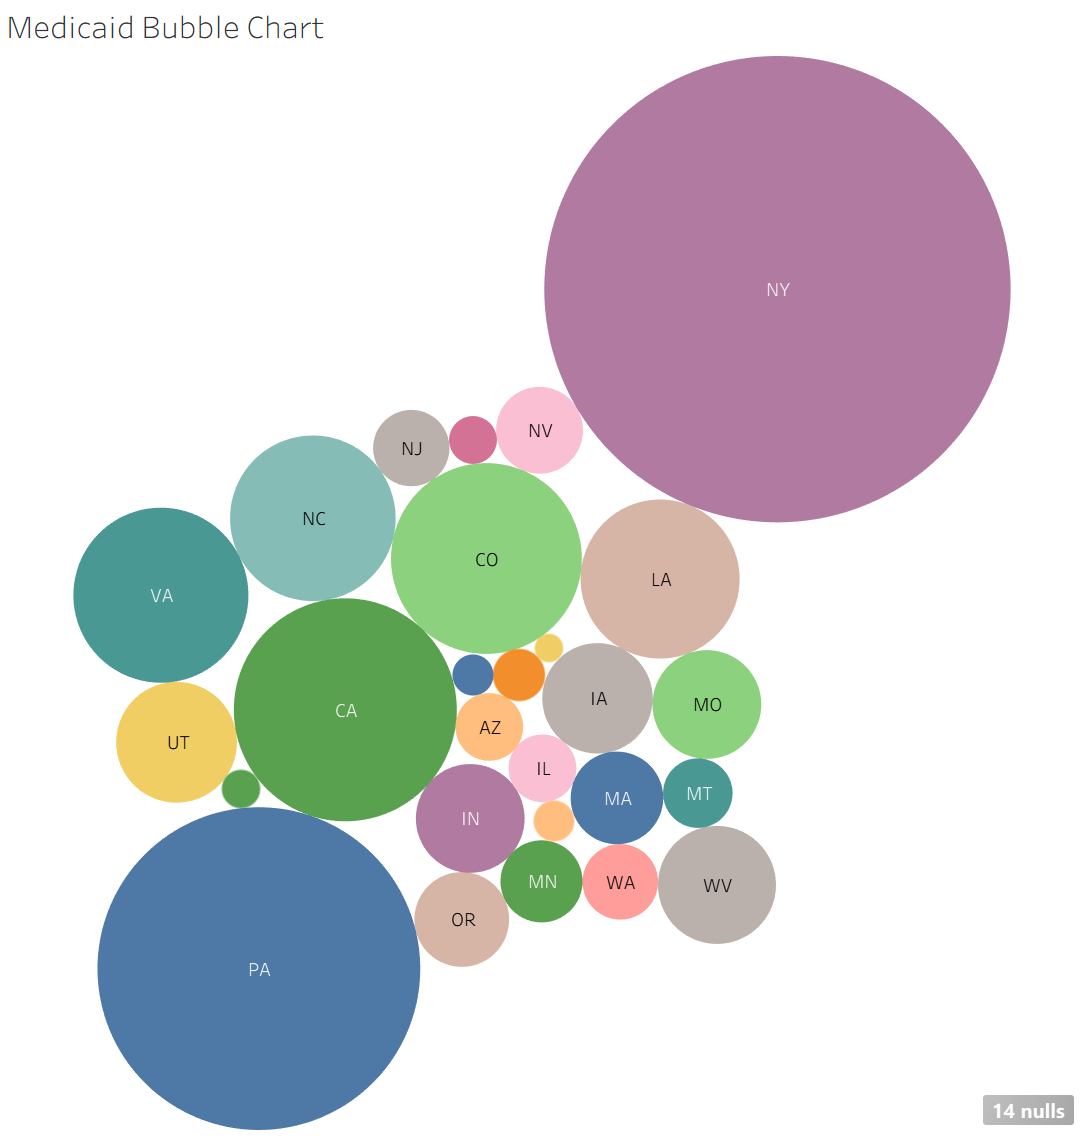 Medicaid Bubble Chart
NY
NV
NJ
NC
CO
LA
VA
IA
MO
CA
AZ
UT
IL
MT
MA
IN
MN
WA
WV
OR
PA
14 nulls